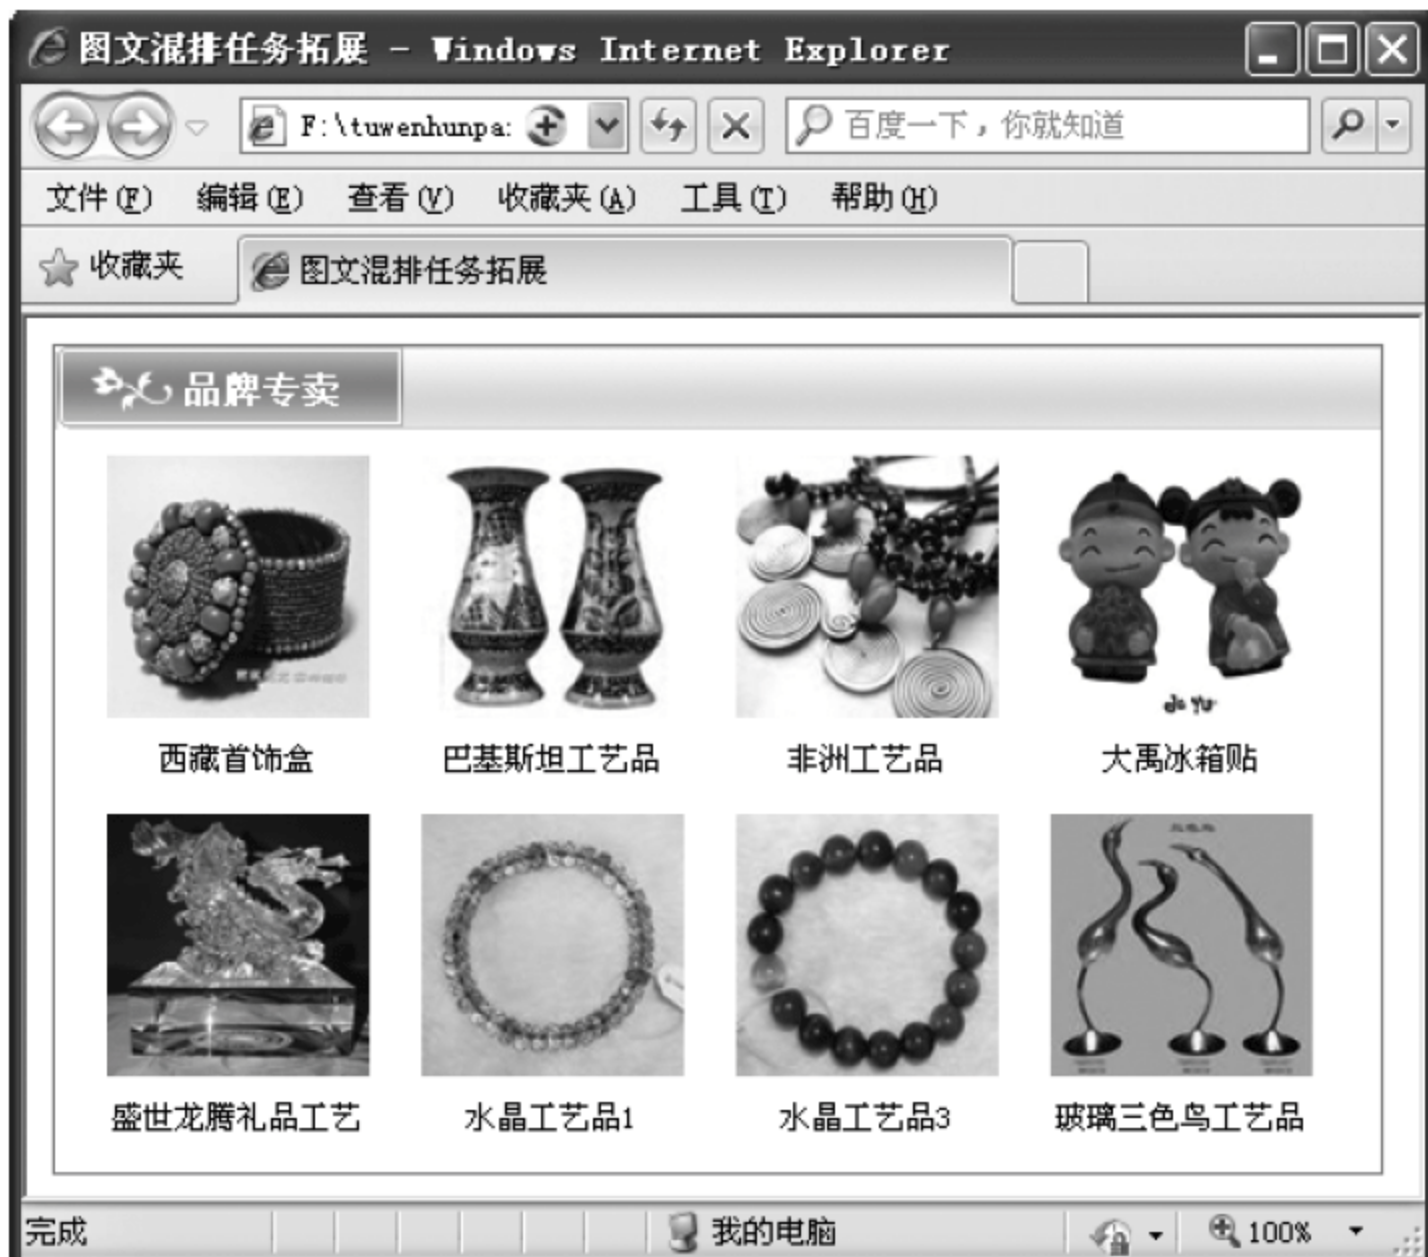 图文混排任务拓展 - Windows Internet Explorer
F:\tuwenhunpa: 百度一下，你就知道
文件(F) 编辑(E) 查看(V) 收藏夹(A) 工具(T) 帮助(H)
收藏夹 图文混排任务拓展
品牌专卖
da yu
西藏首饰盒 巴基斯坦工艺品 非洲工艺品 大禹冰箱贴
盛世龙腾礼品工艺 水晶工艺品1 水晶工艺品3 玻璃三色鸟工艺品
完成 我的电脑 100%